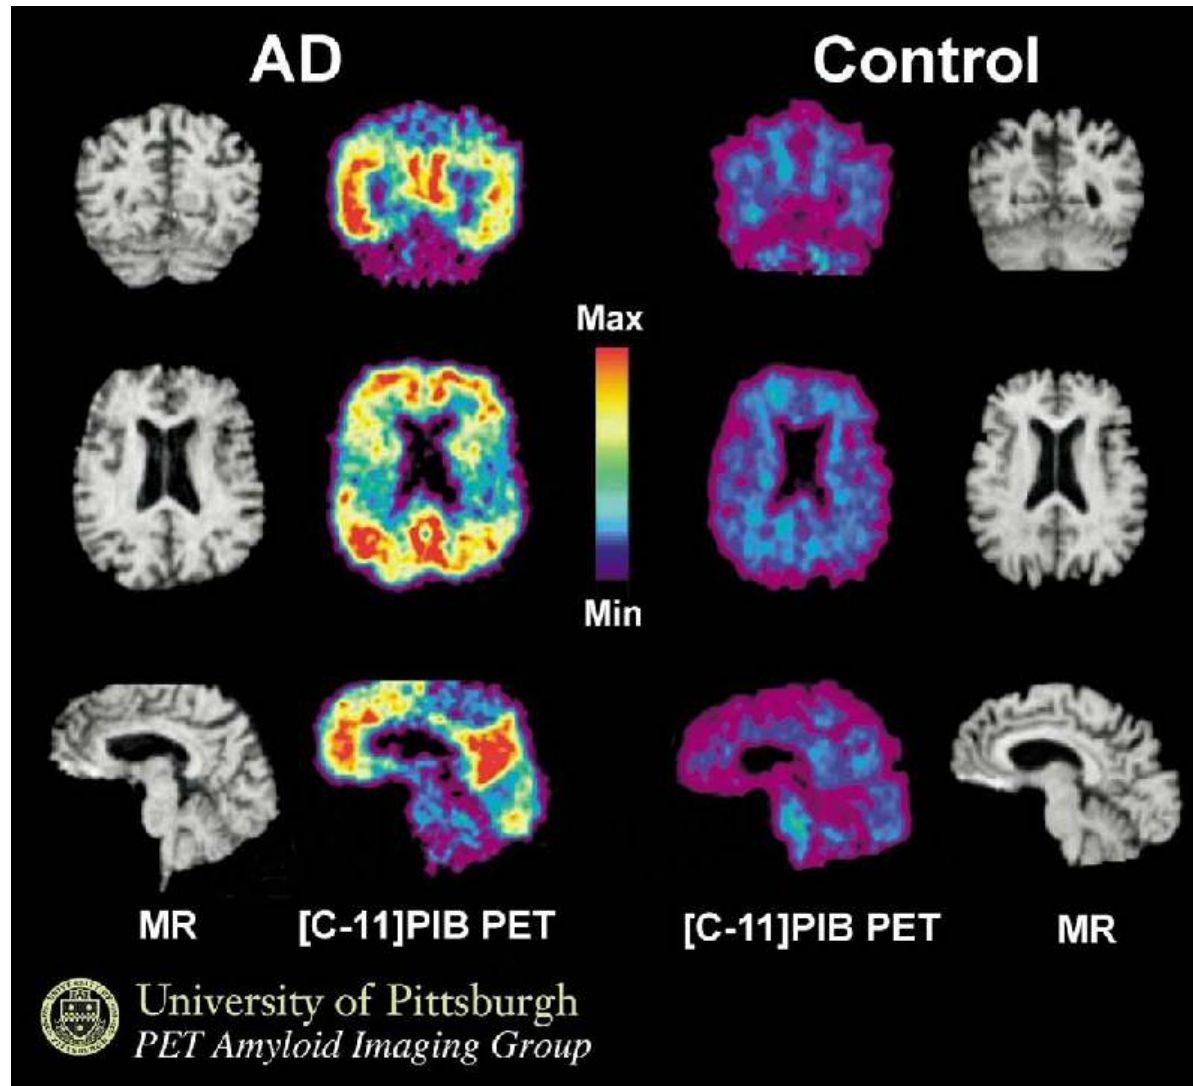 AD
Control
Max
Min
MR
[C-11]PIB PET
[C-11]PIB PET
MR
University of Pittsburgh
PET Amyloid Imaging Group